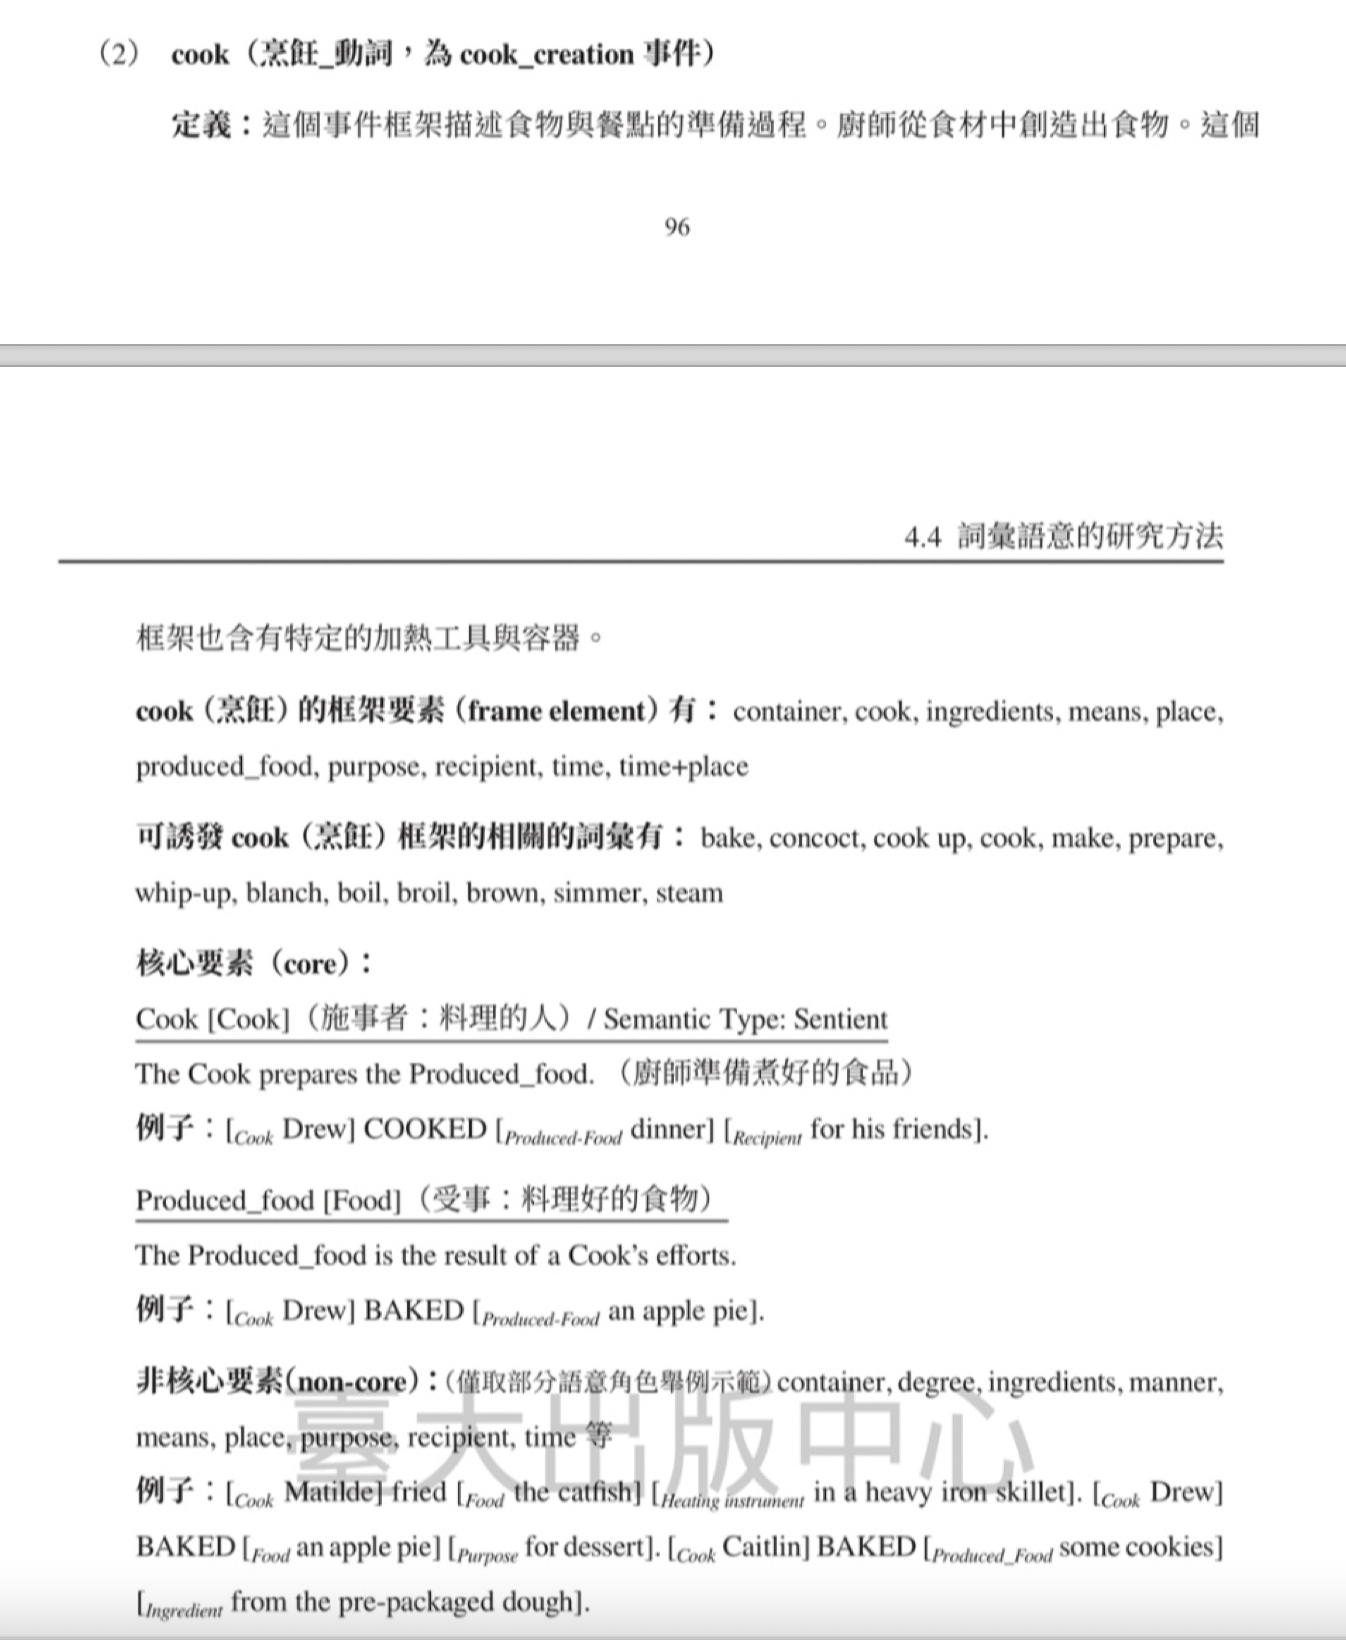 （2） cook（烹飪_動詞，為 cook_creation 事件）
定義：這個事件框架描述食物與餐點的準備過程。廚師從食材中創造出食物。這個
96
4.4 詞彙語意的研究方法
框架也含有特定的加熱工具與容器。
cook（烹飪）的框架要素（frame element）有： container, cook, ingredients, means, place,
produced_food, purpose, recipient, time, time+place
可誘發 cook（烹飪）框架的相關的詞彙有： bake, concoct, cook up, cook, make, prepare,
whip-up, blanch, boil, broil, brown, simmer, steam
核心要素（core）：
Cook [Cook]（施事者：料理的人）/ Semantic Type: Sentient
The Cook prepares the Produced_food. （廚師準備煮好的食品）
例子：[Cook Drew] COOKED [Produced-Food dinner] [Recipient for his friends].
Produced_food [Food]（受事：料理好的食物）
The Produced_food is the result of a Cook’s efforts.
例子：[Cook Drew] BAKED [Produced-Food an apple pie].
非核心要素（non-core）：（僅取部分語意角色舉例示範）container, degree, ingredients, manner,
means, place, purpose, recipient, time 等
臺大出版中心
例子：[Cook Matilde] fried [Food the catfish] [Heating instrument in a heavy iron skillet]. [Cook Drew]
BAKED [Food an apple pie] [Purpose for dessert]. [Cook Caitlin] BAKED [Produced_Food some cookies]
[Ingredient from the pre-packaged dough].